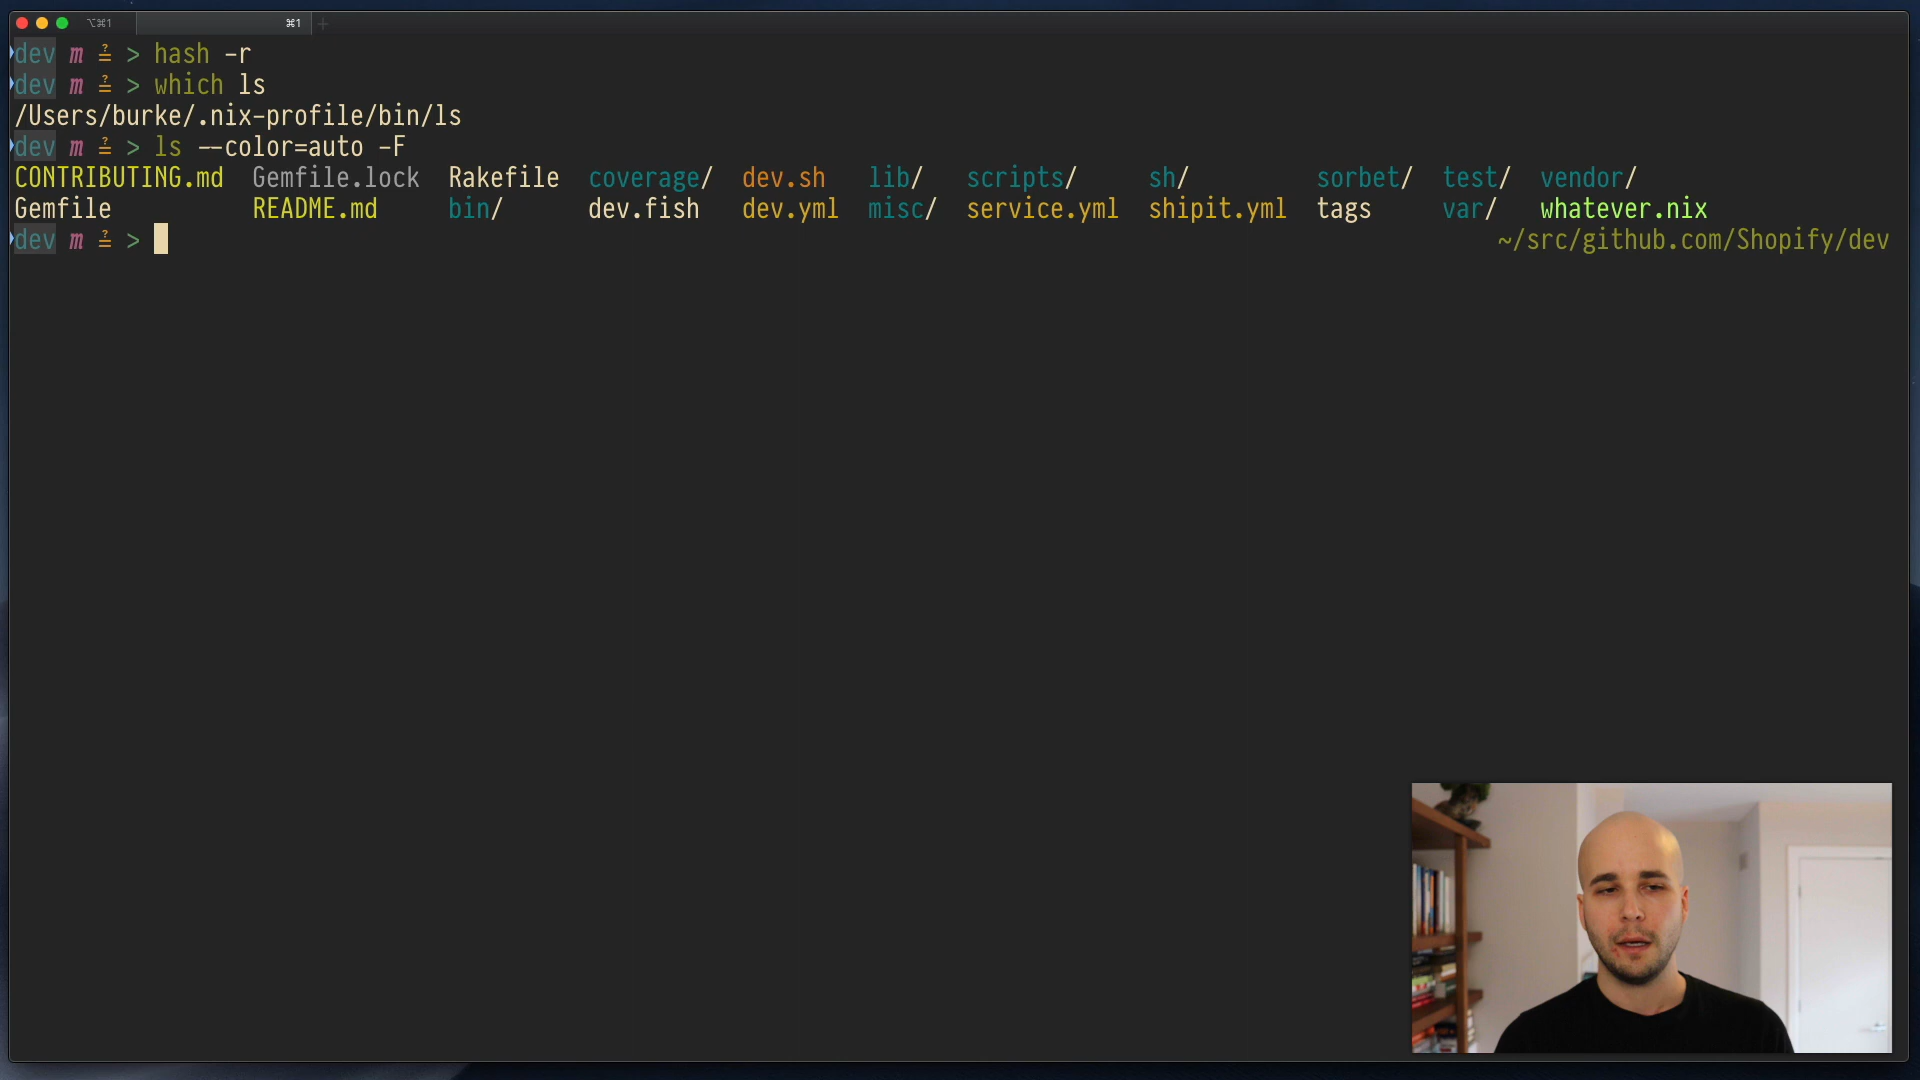 ⌥⌘1 ⌘1 +
dev m ≟ > hash -r
dev m ≟ > which ls
/Users/burke/.nix-profile/bin/ls
dev m ≟ > ls --color=auto -F
CONTRIBUTING.md Gemfile.lock Rakefile coverage/ dev.sh lib/ scripts/ sh/ sorbet/ test/ vendor/
Gemfile README.md bin/ dev.fish dev.yml misc/ service.yml shipit.yml tags var/ whatever.nix
dev m ≟ > ~/src/github.com/Shopify/dev